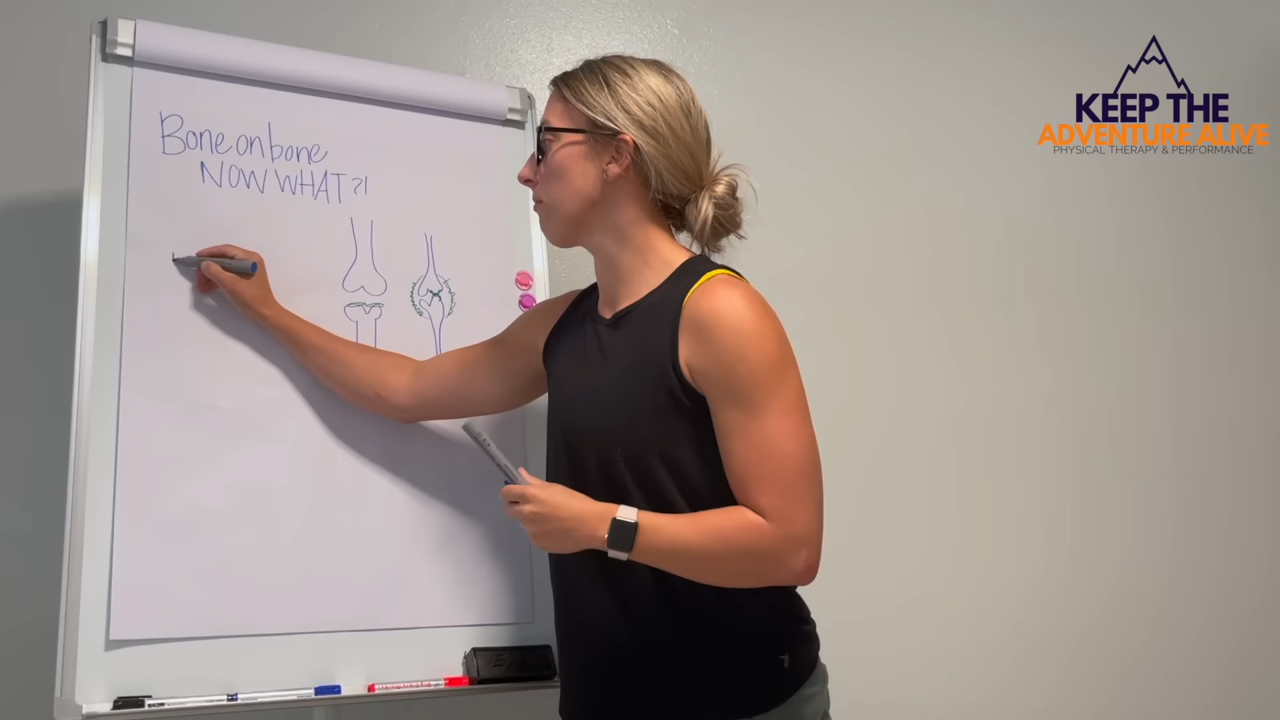 Bone on bone
NOW WHAT?!
KEEP THE
ADVENTURE ALIVE
PHYSICAL THERAPY & PERFORMANCE